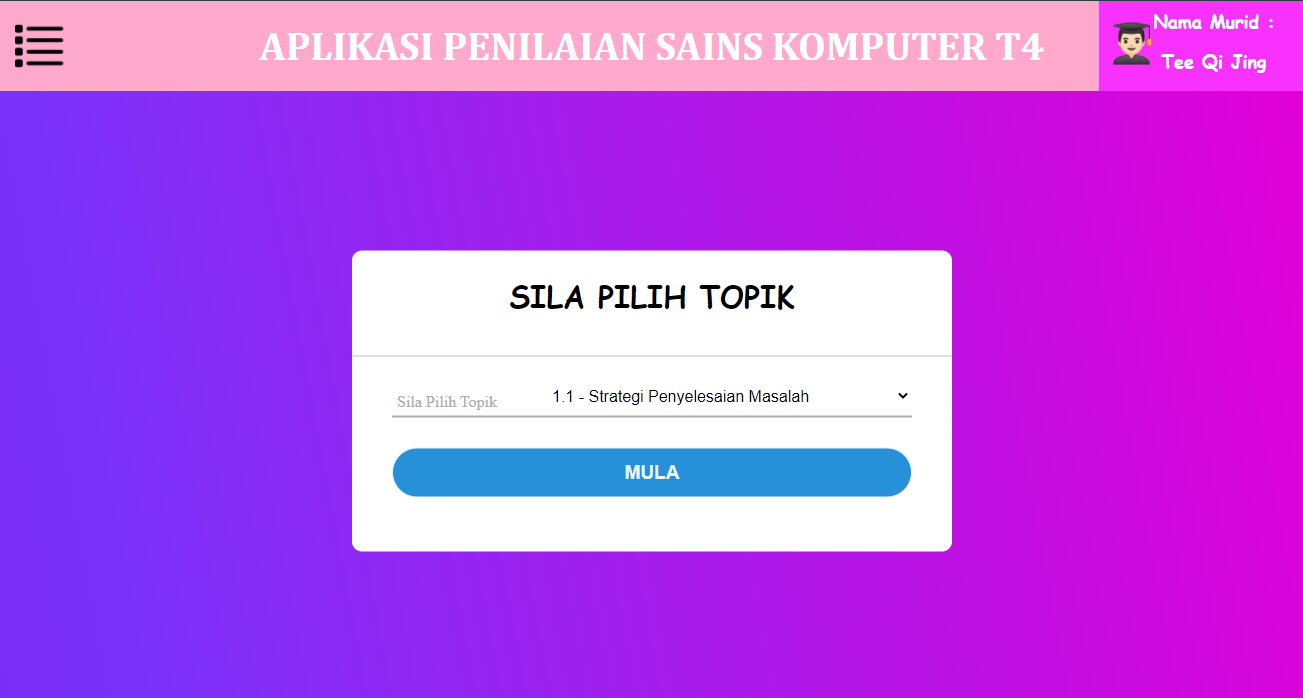 APLIKASI PENILAIAN SAINS KOMPUTER T4
Nama Murid :
Tee Qi Jing
SILA PILIH TOPIK
Sila Pilih Topik
1.1 - Strategi Penyelesaian Masalah
MULA